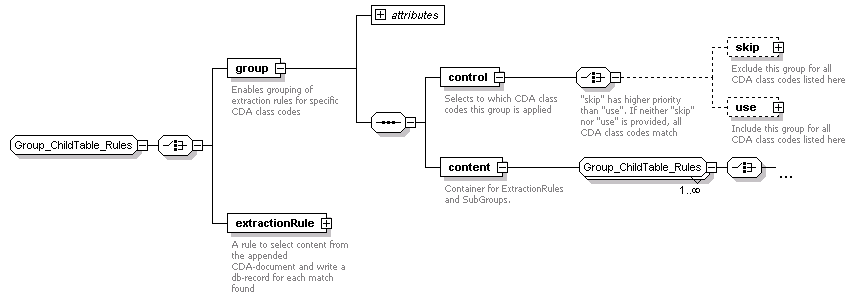 attributes
group
Enables grouping of
extraction rules for specific
CDA class codes
control
Selects to which CDA class
codes this group is applied
"skip" has higher priority
than "use". If neither "skip"
nor "use" is provided, all
CDA class codes match
skip
Exclude this group for all
CDA class codes listed here
use
Include this group for all
CDA class codes listed here
Group_ChildTable_Rules
content
Container for ExtractionRules
and SubGroups.
Group_ChildTable_Rules
1..∞
...
extractionRule
A rule to select content from
the appended
CDA-document and write a
db-record for each match
found